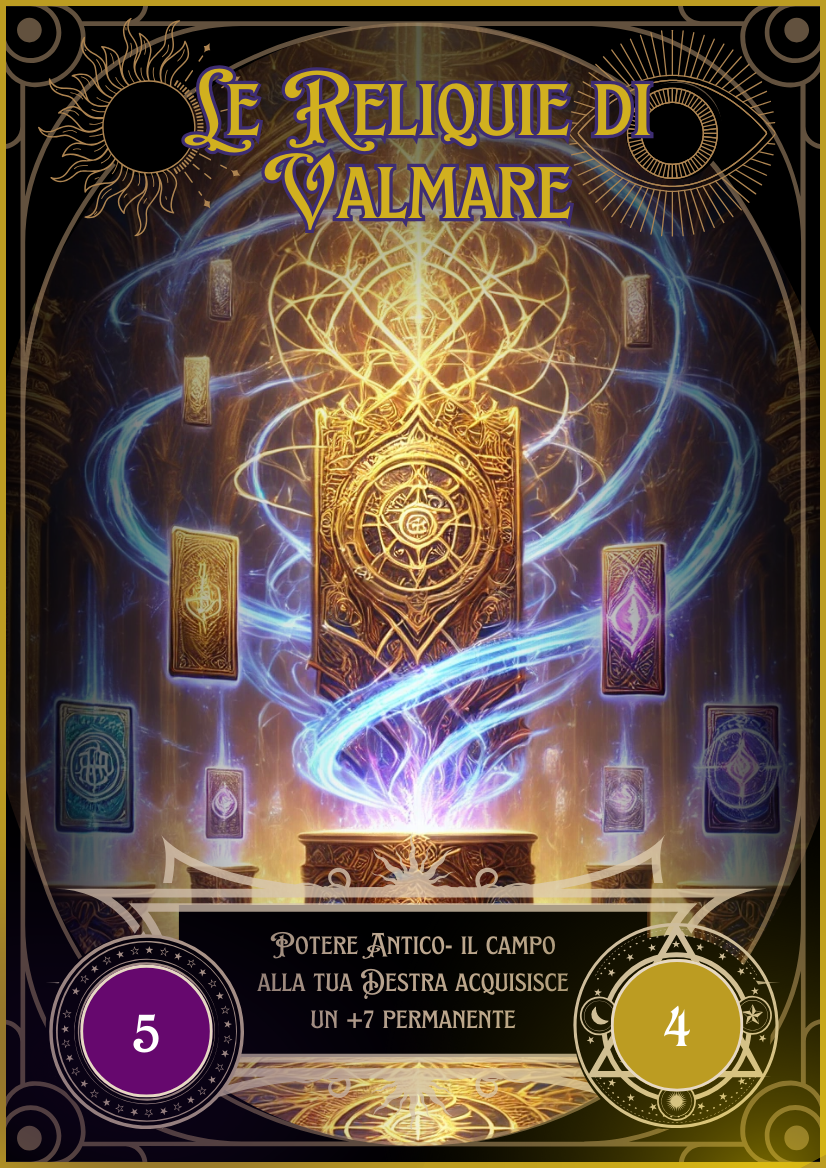 Le Reliquie di
Valmare
Potere Antico- il campo
alla tua Destra acquisisce
un +7 permanente
5
4